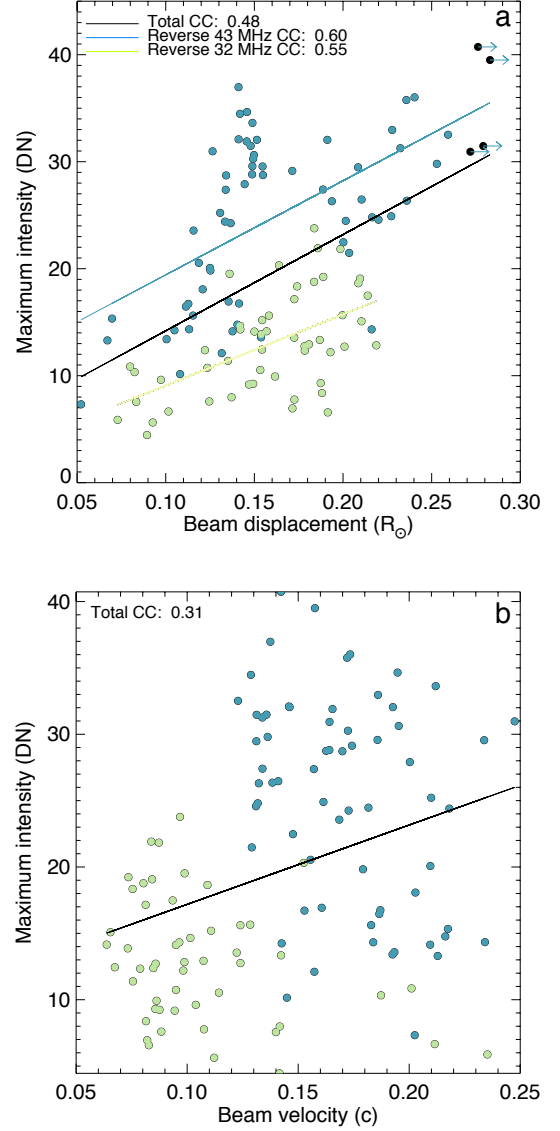 a
Total CC: 0.48
Reverse 43 MHz CC: 0.60
Reverse 32 MHz CC: 0.55
40
30
20
10
0
Maximum intensity (DN)
0.05 0.10 0.15 0.20 0.25 0.30
Beam displacement (R☉)
b
Total CC: 0.31
40
30
20
10
Maximum intensity (DN)
0.05 0.10 0.15 0.20 0.25
Beam velocity (c)